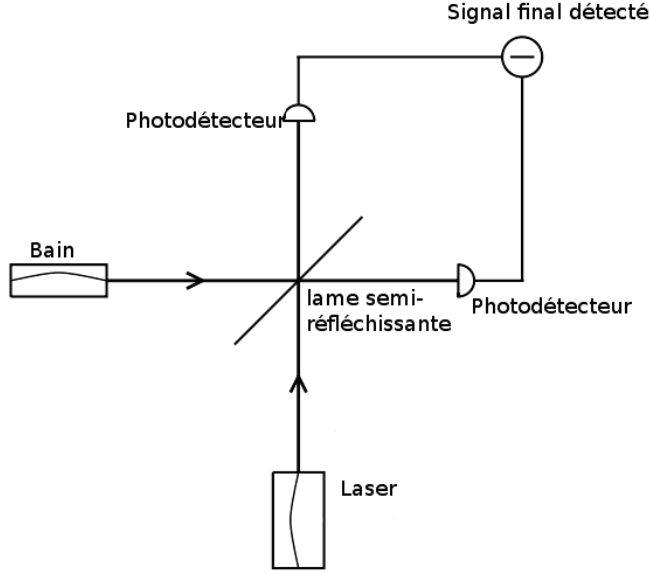 Signal final détecté
Photodétecteur
Bain
lame semi-
réfléchissante
Photodétecteur
Laser